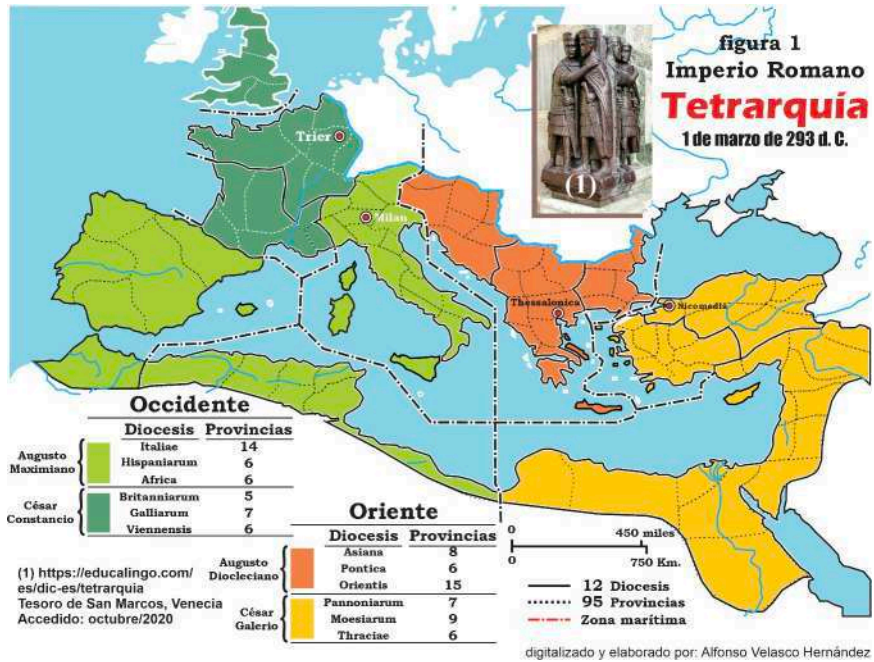 figura 1
Imperio Romano
Tetrarquía
1 de marzo de 293 d. C.
(1)
Trier
Milan
Thessalonica
Nicomedia
Occidente
Diocesis Provincias
Augusto
Maximiano
Italiae 14
Hispaniarum 6
Africa 6
César
Constancio
Britanniarum 5
Galliarum 7
Viennensis 6
Oriente
Diocesis Provincias
Augusto
Diocleciano
Asiana 8
Pontica 6
Orientis 15
César
Galerio
Pannoniarum 7
Moesiarum 9
Thraciae 6
(1) https://educalingo.com/
es/dic-es/tetrarquia
Tesoro de San Marcos, Venecia
Accedido: octubre/2020
0 450 miles
0 750 Km.
12 Diocesis
95 Provincias
Zona marítima
digitalizado y elaborado por: Alfonso Velasco Hernández